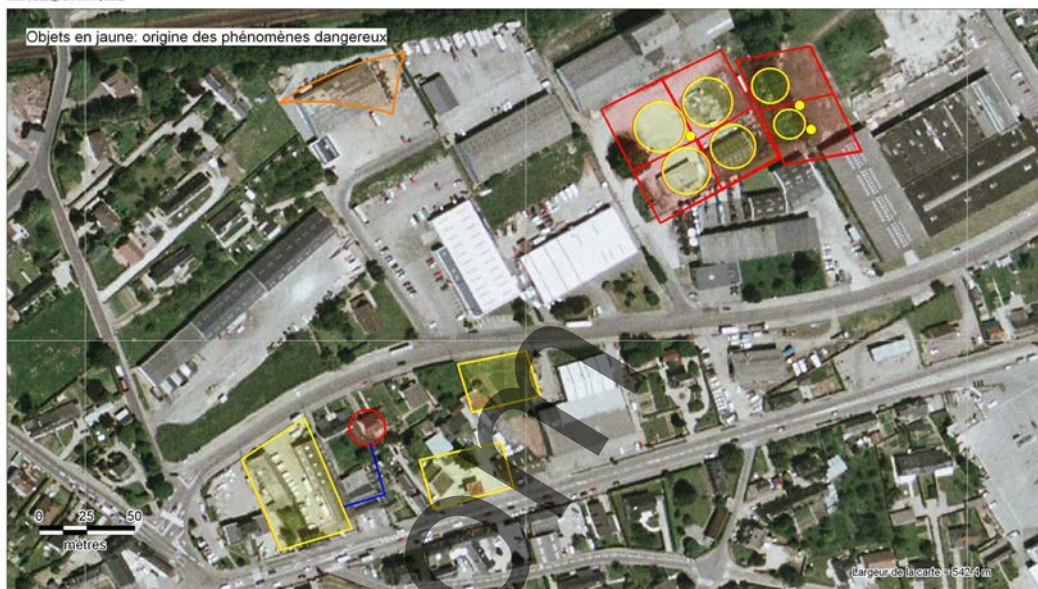 Objets en jaune: origine des phénomènes dangereux
0 25 50
mètres
Largeur de la carte = 542,4 m